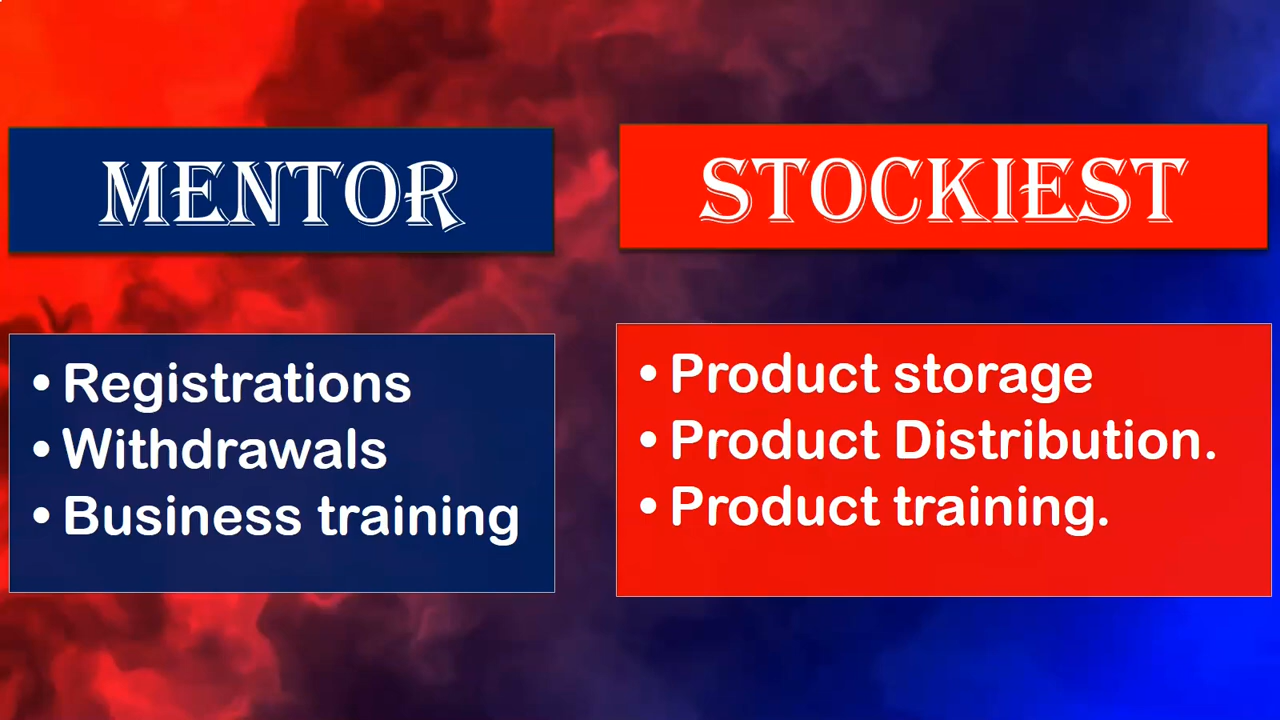 MENTOR
• Registrations
• Withdrawals
• Business training
STOCKIEST
• Product storage
• Product Distribution.
• Product training.